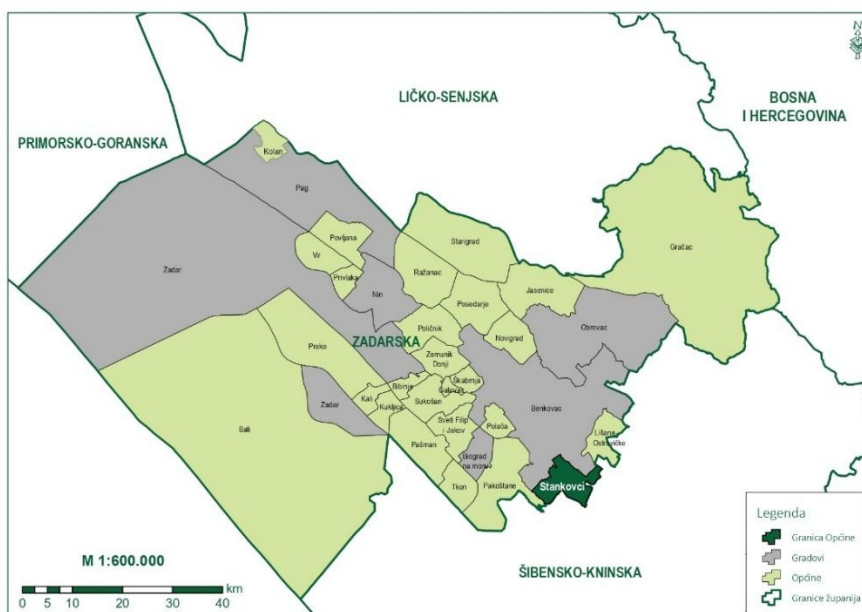 N
LIČKO-SENJSKA
BOSNA
I HERCEGOVINA
PRIMORSKO-GORANSKA
Kolan
Pag
Zadar
Povljana
Vir
Privlaka
Nin
Starigrad
Ražanac
Posedarje
Jasenice
Gračac
Obrovac
Novigrad
Poličnik
ZADARSKA
Zemunik
Donji
Preko
Škabrnja
Galovac
Bibinje
Sukošan
Kali
Kukljica
Zadar
Sali
Benkovac
Polača
Sveti Filip
i Jakov
Lišane
Ostrovičke
Pašman
Biograd
na moru
Tkon
Pakoštane
Stankovci
M 1:600.000
0 5 10 20 30 40
km
ŠIBENSKO-KNINSKA
Legenda
Granica Općine
Gradovi
Općine
Granice županija